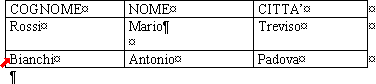 COGNOME¤ NOME¤ CITTA'¤ ¤
Rossi¤ Mario¶ Treviso¤ ¤
¤
Bianchi¤ Antonio¤ Padova¤ ¤
¶